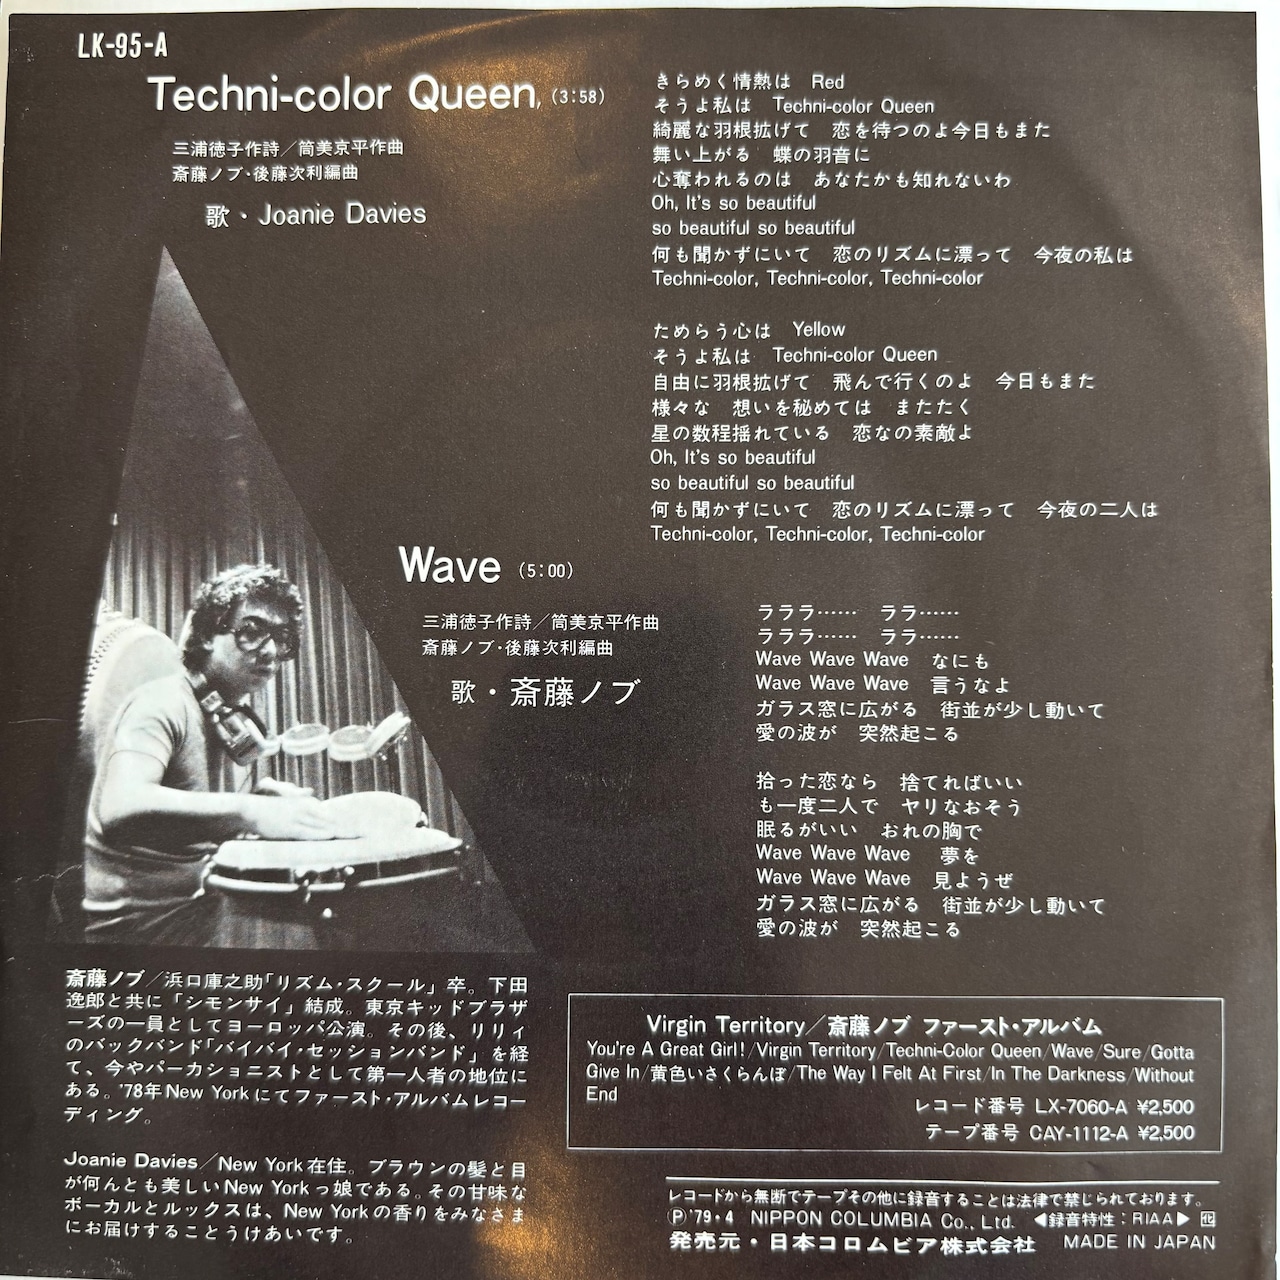 LK-95-A
Techni-color Queen, (3:58)
三浦徳子作詩／筒美京平作曲
斎藤ノブ・後藤次利編曲
歌・Joanie Davies
きらめく情熱は　Red
そうよ私は　Techni-color Queen
綺麗な羽根拡げて　恋を待つのよ今日もまた
舞い上がる　蝶の羽音に
心奪われるのは　あなたかも知れないわ
Oh, It's so beautiful
so beautiful so beautiful
何も聞かずにいて　恋のリズムに漂って　今夜の私は
Techni-color, Techni-color, Techni-color
ためらう心は　Yellow
そうよ私は　Techni-color Queen
自由に羽根拡げて　飛んで行くのよ　今日もまた
様々な　想いを秘めては　またたく
星の数程揺れている　恋なの素敵よ
Oh, It's so beautiful
so beautiful so beautiful
何も聞かずにいて　恋のリズムに漂って　今夜の二人は
Techni-color, Techni-color, Techni-color
Wave (5:00)
三浦徳子作詩／筒美京平作曲
斎藤ノブ・後藤次利編曲
歌・斎藤ノブ
ラララ……　ララ……
ラララ……　ララ……
Wave Wave Wave　なにも
Wave Wave Wave　言うなよ
ガラス窓に広がる　街並が少し動いて
愛の波が　突然起こる
拾った恋なら　捨てればいい
も一度二人で　ヤリなおそう
眠るがいい　おれの胸で
Wave Wave Wave　夢を
Wave Wave Wave　見ようぜ
ガラス窓に広がる　街並が少し動いて
愛の波が　突然起こる
斎藤ノブ／浜口庫之助「リズム・スクール」卒。下田
逸郎と共に「シモンサイ」結成。東京キッドブラザ
ーズの一員としてヨーロッパ公演。その後、リリィ
のバックバンド「バイバイ・セッションバンド」を経
て、今やパーカショニストとして第一人者の地位に
ある。'78年New Yorkにてファースト・アルバムレコー
ディング。
Joanie Davies／New York在住。ブラウンの髪と目
が何んとも美しいNew Yorkっ娘である。その甘味な
ボーカルとルックスは、New Yorkの香りをみなさま
にお届けすることうけあいです。
Virgin Territory／斎藤ノブ ファースト・アルバム
You're A Great Girl!/Virgin Territory/Techni-Color Queen/Wave/Sure/Gotta
Give In/黄色いさくらんぼ/The Way I Felt At First/In The Darkness/Without
End
レコード番号 LX-7060-A ¥2,500
テープ番号 CAY-1112-A ¥2,500
レコードから無断でテープその他に録音することは法律で禁じられております。
Ⓟ'79・4 NIPPON COLUMBIA Co., Ltd. ◀録音特性：RIAA▶
発売元・日本コロムビア株式会社 MADE IN JAPAN